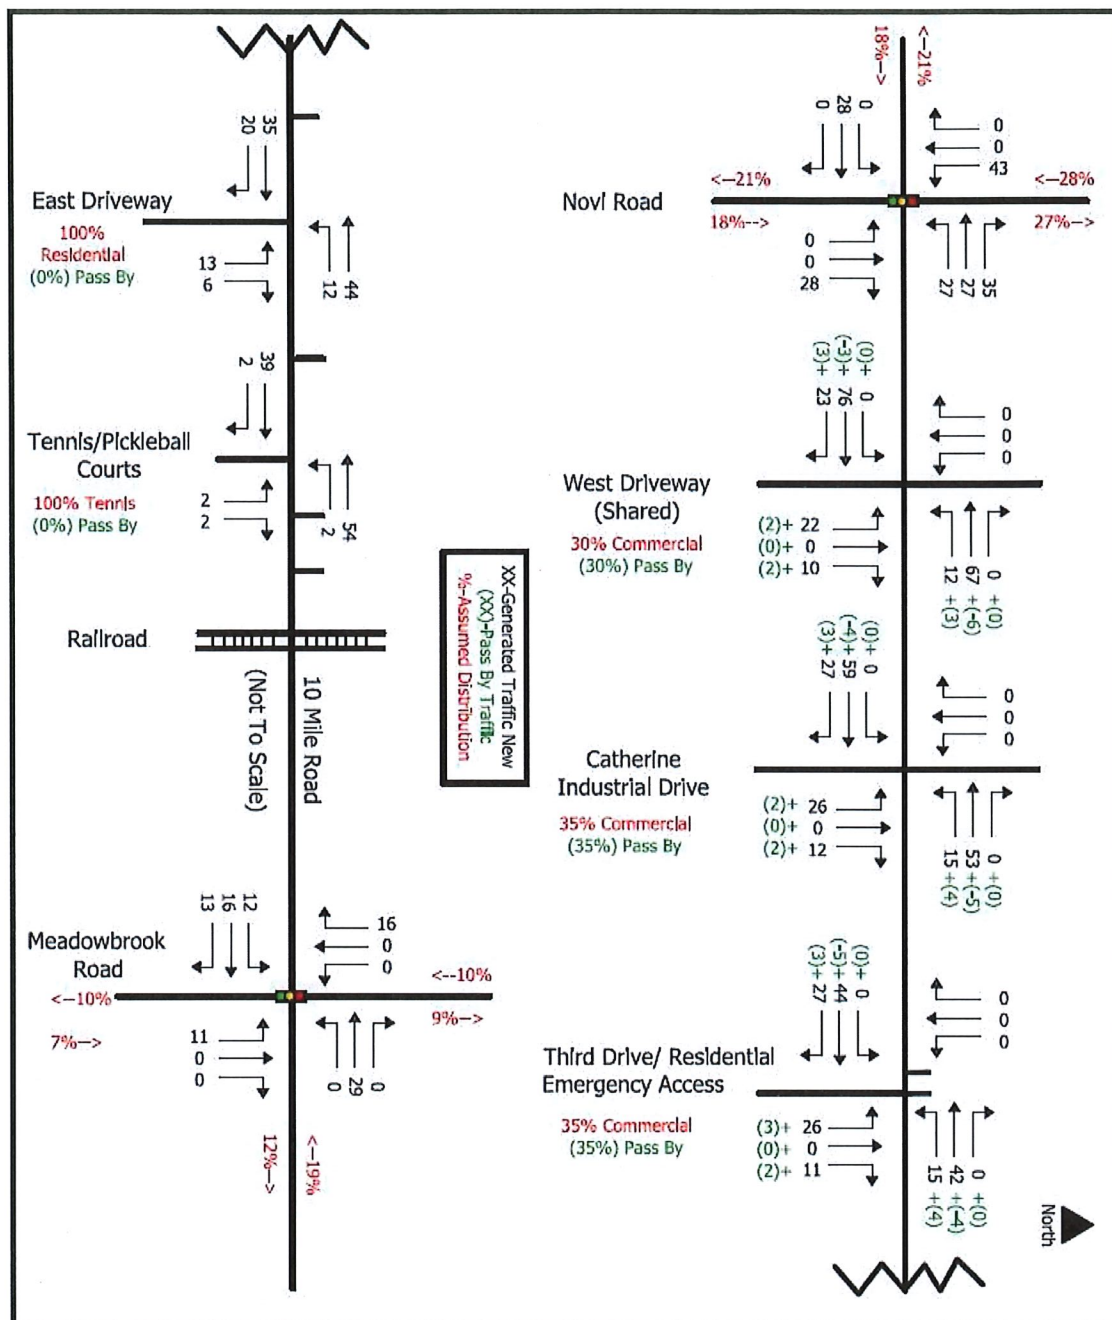 20
35
East Driveway
100%
Residential
(0%) Pass By
13
6
12
44
2
39
Tennis/Pickleball
Courts
100% Tennis
(0%) Pass By
2
2
2
54
Railroad
(Not To Scale)
10 Mile Road
XX-Generated Traffic New
(XX)-Pass By Traffic
%-Assumed Distribution
13
16
12
16
0
0
Meadowbrook
Road
<--10%
7%-->
<--10%
9%-->
11
0
0
0
29
0
12%-->
<--19%
18%-->
<--21%
0
28
0
0
0
43
Novi Road
<--21%
18%-->
<--28%
27%-->
0
0
28
27
27
35
(3)+ 23
(-3)+ 76
(0)+ 0
0
0
0
West Driveway
(Shared)
30% Commercial
(30%) Pass By
(2)+ 22
(0)+ 0
(2)+ 10
12 +(3)
67 +(-6)
0 +(0)
(3)+ 27
(-4)+ 59
(0)+ 0
0
0
0
Catherine
Industrial Drive
35% Commercial
(35%) Pass By
(2)+ 26
(0)+ 0
(2)+ 12
15 +(4)
53 +(-5)
0 +(0)
(3)+ 27
(-5)+ 44
(0)+ 0
0
0
0
Third Drive/ Residential
Emergency Access
35% Commercial
(35%) Pass By
(3)+ 26
(0)+ 0
(2)+ 11
15 +(4)
42 +(-4)
0 +(0)
North